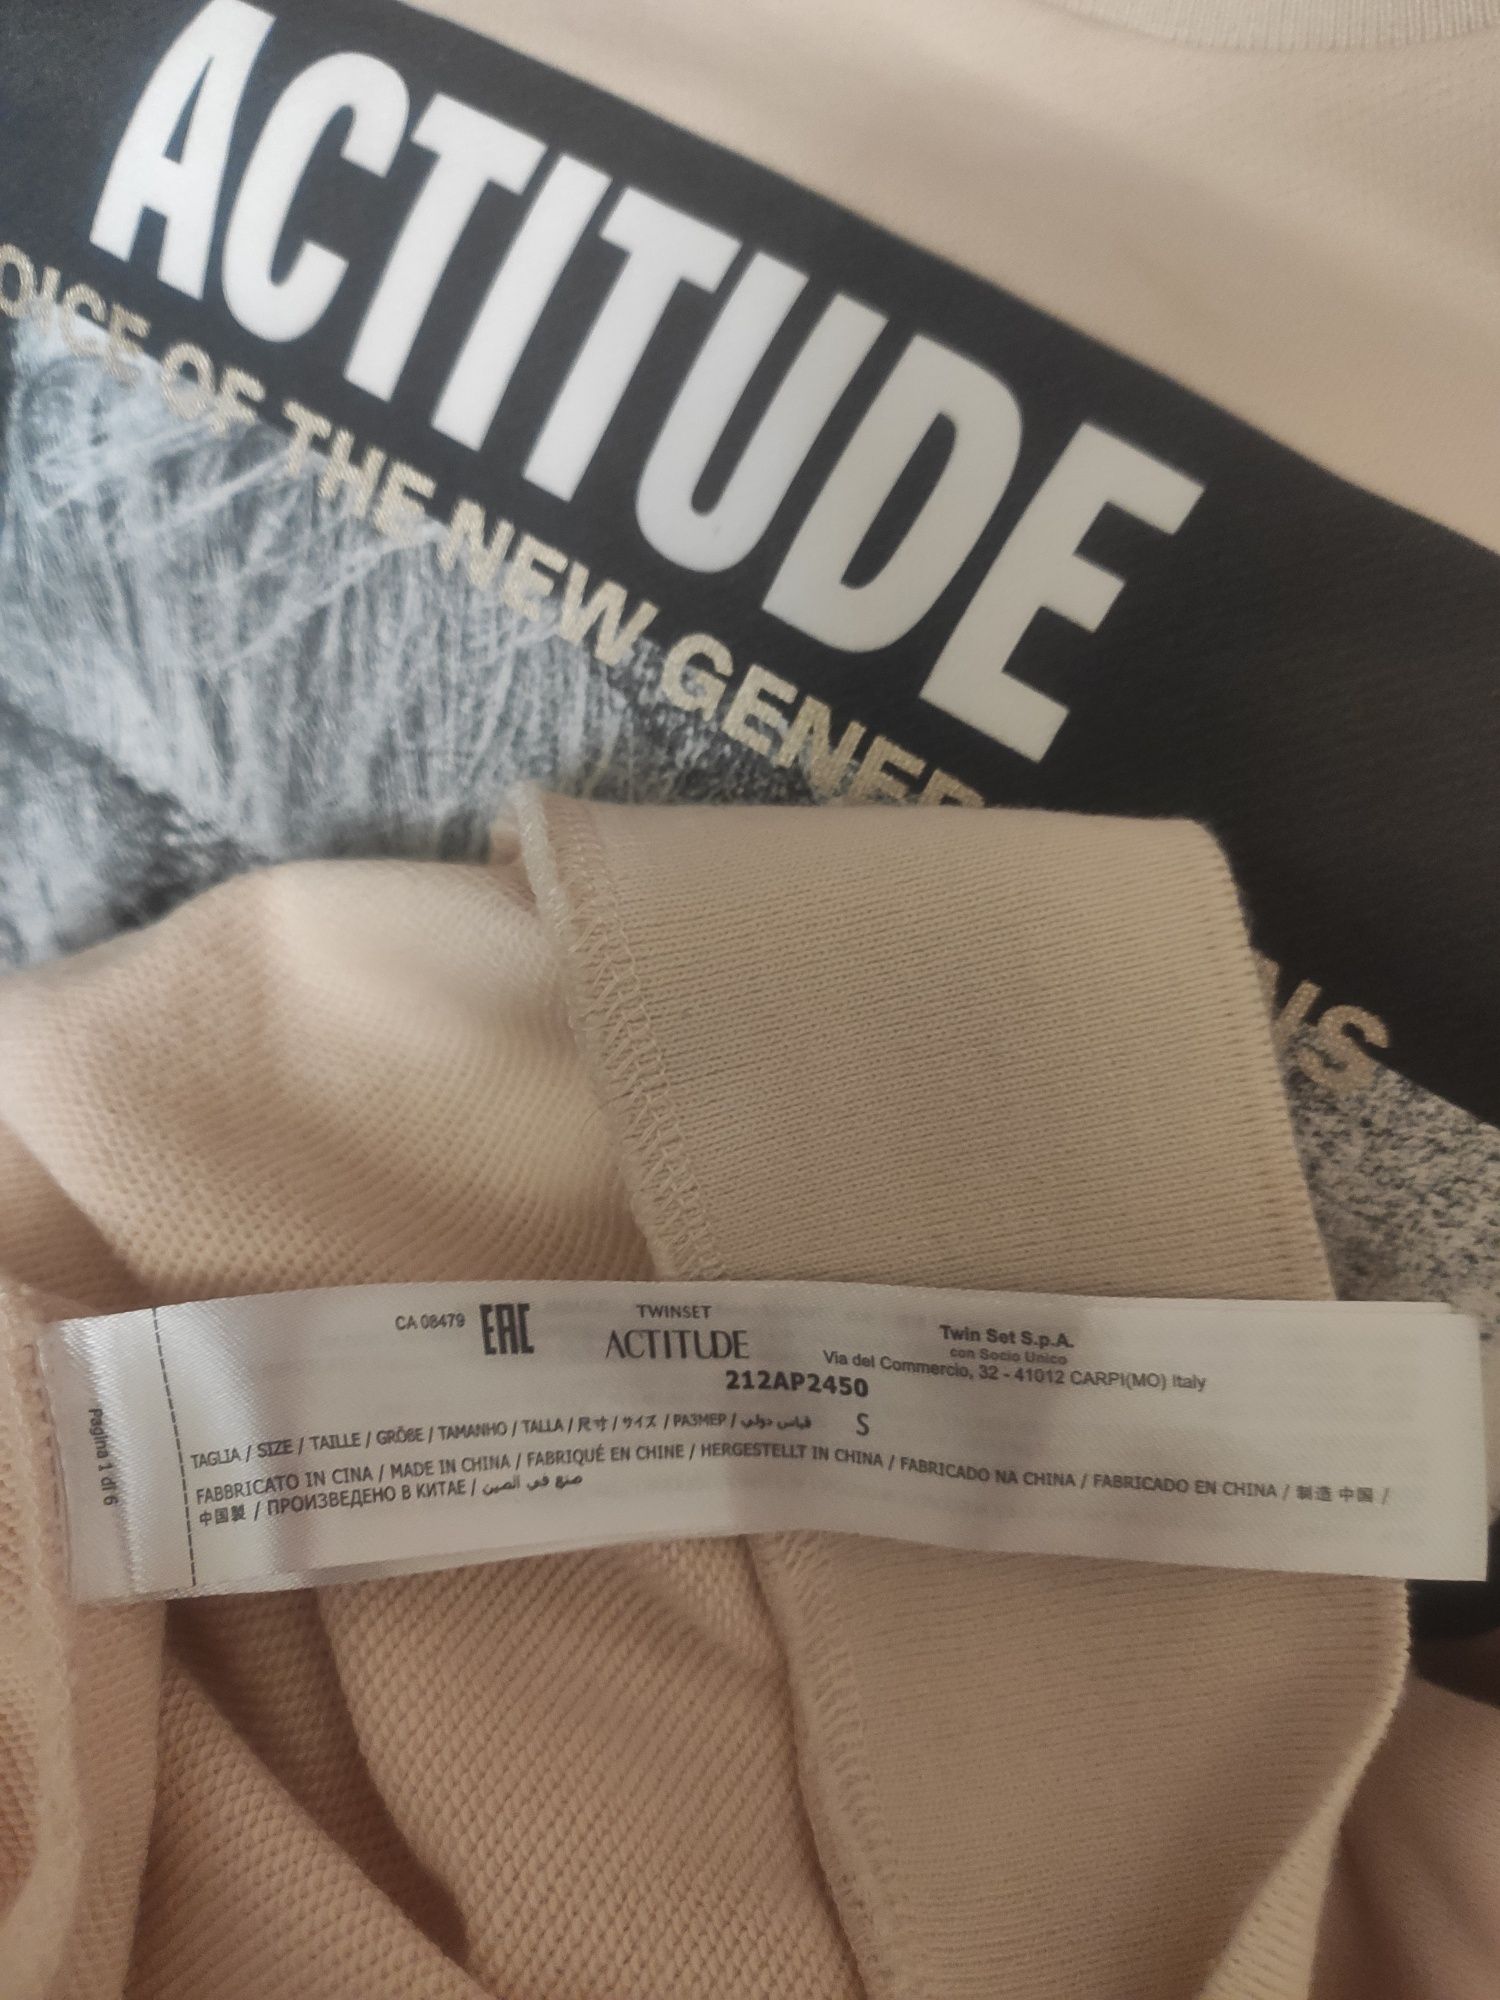 ACTITUDE
OICE OF THE NEW GENER NS
CA 08479 EAC TWINSET
ACTITUDE
Twin Set S.p.A.
con Socio Unico
Via del Commercio, 32 - 41012 CARPI(MO) Italy
212AP2450
TAGLIA / SIZE / TAILLE / GRÖßE / TAMANHO / TALLA / 尺寸 / サイズ / РАЗМЕР / قياس دولي S
FABBRICATO IN CINA / MADE IN CHINA / FABRIQUÉ EN CHINE / HERGESTELLT IN CHINA / FABRICADO NA CHINA / FABRICADO EN CHINA / 制造 中国 /
中国製 / ПРОИЗВЕДЕНО В КИТАЕ / صنع في الصين
Pagina 1 di 6